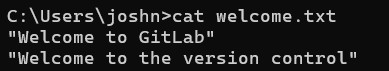 C:\Users\joshn>cat welcome.txt
"Welcome to GitLab"
"Welcome to the version control"